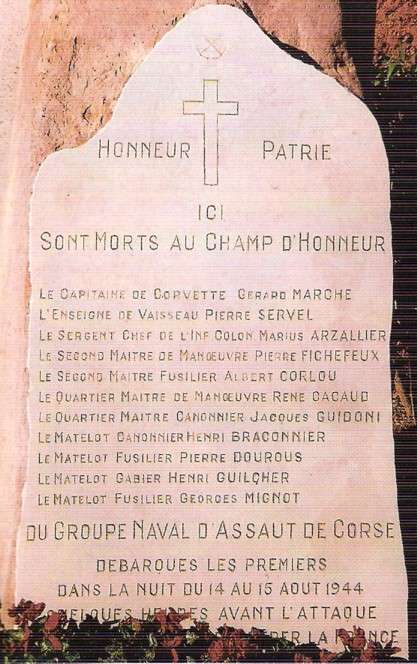 HONNEUR PATRIE
ICI
SONT MORTS AU CHAMP D'HONNEUR
LE CAPITAINE DE CORVETTE GERARD MARCHE
L'ENSEIGNE DE VAISSEAU PIERRE SERVEL
LE SERGENT CHEF DE L'INF COLON MARIUS ARZALLIER
LE SECOND MAITRE DE MANŒUVRE PIERRE FICHEFEUX
LE SECOND MAITRE FUSILIER ALBERT CORLOU
LE QUARTIER MAITRE DE MANŒUVRE RENE CACAUD
LE QUARTIER MAITRE CANONNIER JACQUES GUIDONI
LE MATELOT CANONNIER HENRI BRACONNIER
LE MATELOT FUSILIER PIERRE DOUROUS
LE MATELOT GABIER HENRI GUILCHER
LE MATELOT FUSILIER GEORGES MIGNOT
DU GROUPE NAVAL D'ASSAUT DE CORSE
DEBARQUES LES PREMIERS
DANS LA NUIT DU 14 AU 15 AOUT 1944
HEURES AVANT L'ATTAQUE
LA FRANCE